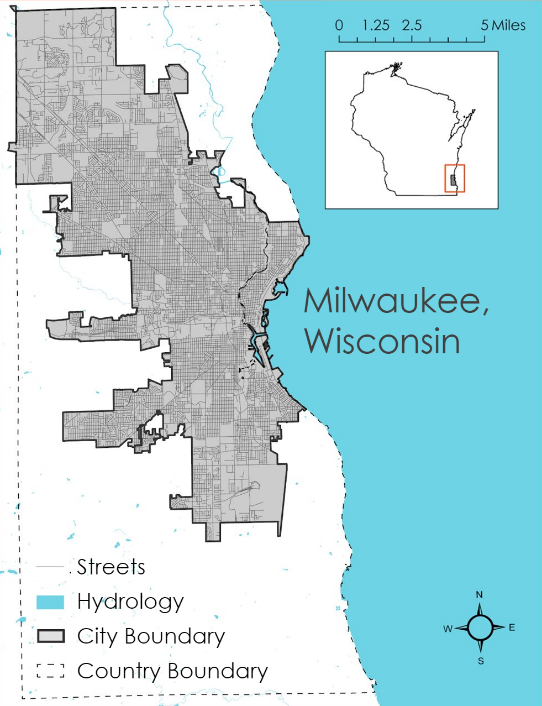 0 1.25 2.5 5 Miles
Milwaukee,
Wisconsin
Streets
Hydrology
City Boundary
Country Boundary
N
W E
S